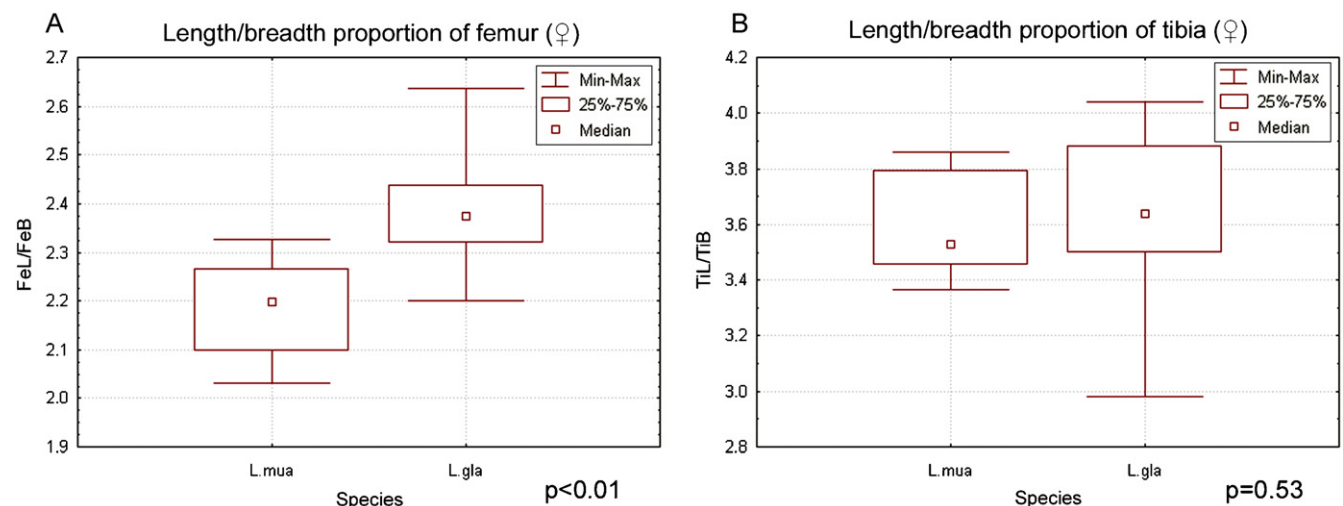 A
Length/breadth proportion of femur (♀)
2.7
2.6
2.5
2.4
2.3
2.2
2.1
2.0
1.9
FeL/FeB
Min-Max
25%-75%
Median
L.mua
L.gla
Species
p<0.01
B
Length/breadth proportion of tibia (♀)
4.2
4.0
3.8
3.6
3.4
3.2
3.0
2.8
TiL/TiB
Min-Max
25%-75%
Median
L.mua
L.gla
Species
p=0.53